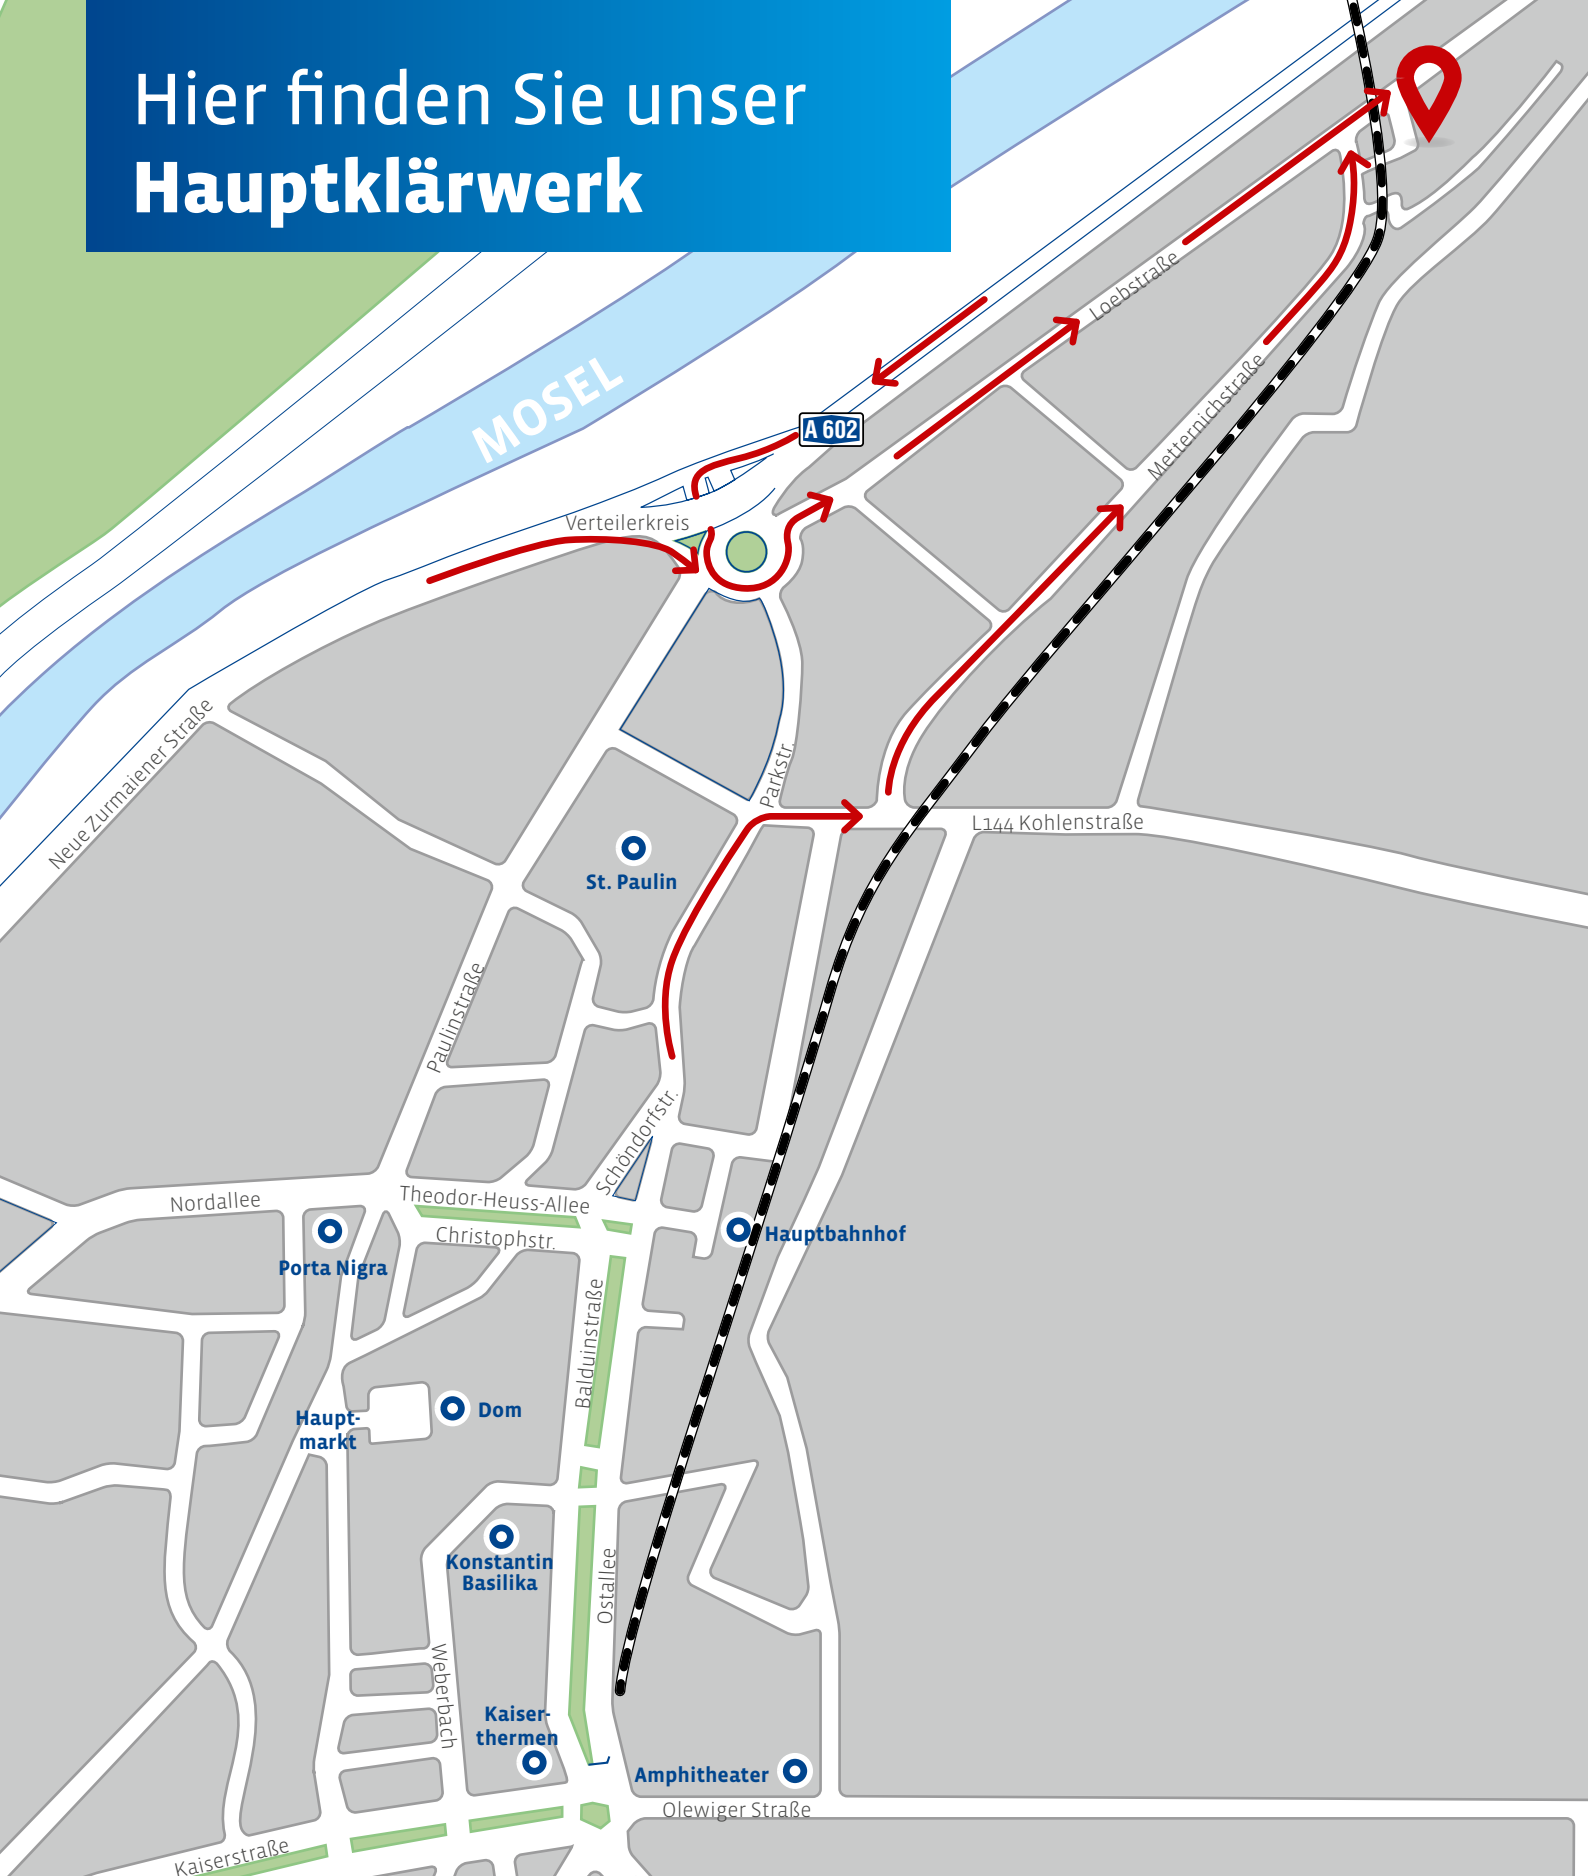 Hier finden Sie unser
Hauptklärwerk
Loebstraße
MOSEL
A 602
Metternichstraße
Verteilerkreis
Neue Zurmaiener Straße
Parkstr.
L144 Kohlenstraße
St. Paulin
Paulinstraße
Schöndorfstr.
Nordallee
Theodor-Heuss-Allee
Christophstr.
Hauptbahnhof
Porta Nigra
Balduinstraße
Dom
Haupt-
markt
Konstantin
Basilika
Ostallee
Weberbach
Kaiser-
thermen
Amphitheater
Olewiger Straße
Kaiserstraße